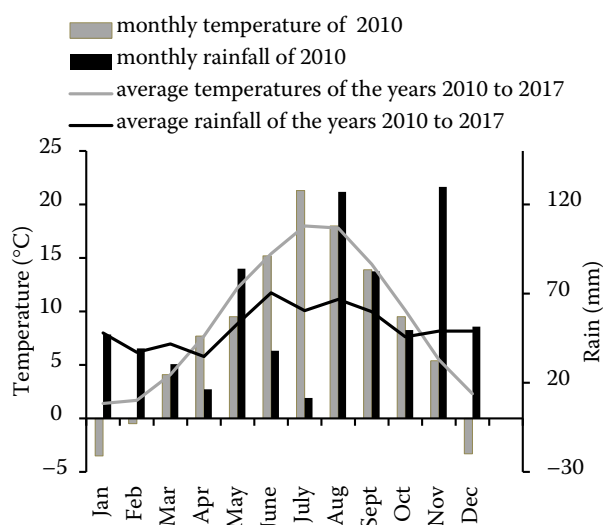 monthly temperature of 2010
monthly rainfall of 2010
average temperatures of the years 2010 to 2017
average rainfall of the years 2010 to 2017
Temperature (°C)
25
20
15
10
5
0
–5
120
70
20
–30
Rain (mm)
Jan
Feb
Mar
Apr
May
June
July
Aug
Sept
Oct
Nov
Dec